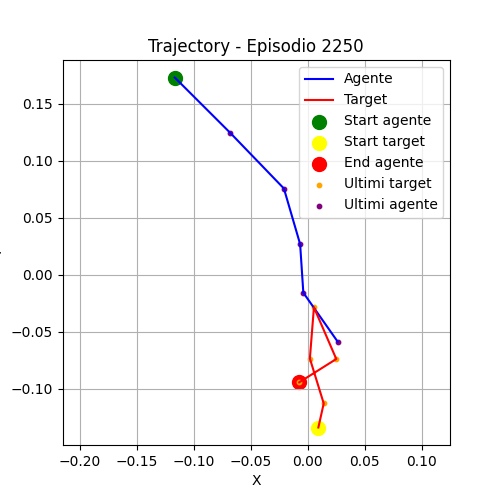 Trajectory - Episodio 2250
Agente
Target
Start agente
Start target
End agente
Ultimi target
Ultimi agente
0.15
0.10
0.05
0.00
−0.05
−0.10
−0.20
−0.15
−0.10
−0.05
0.00
0.05
0.10
X